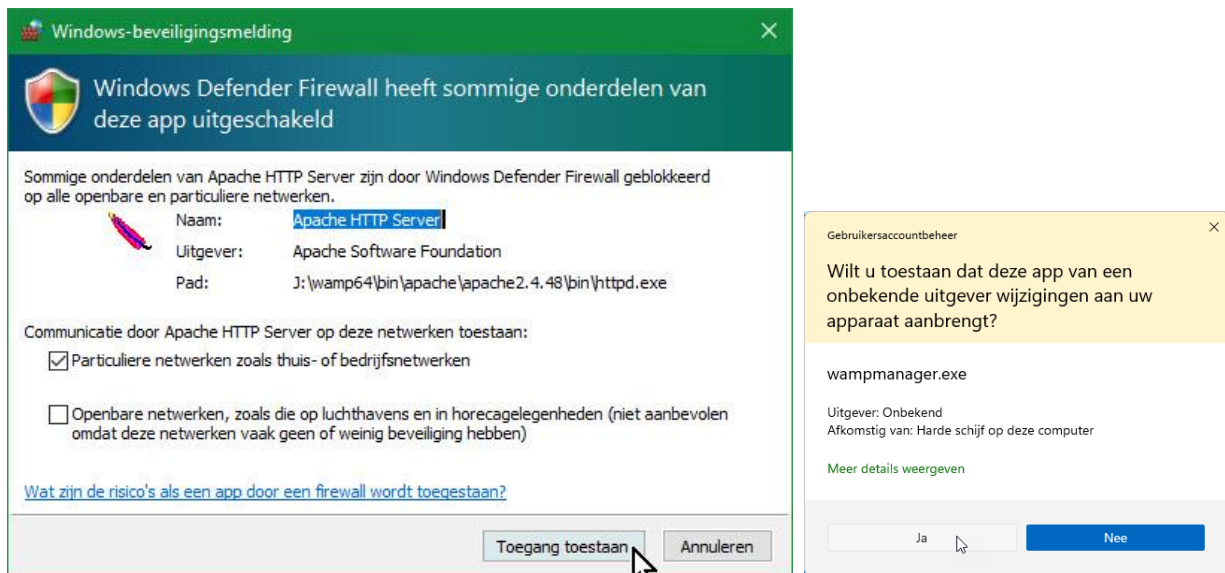 Windows-beveiligingsmelding
Windows Defender Firewall heeft sommige onderdelen van
deze app uitgeschakeld
Sommige onderdelen van Apache HTTP Server zijn door Windows Defender Firewall geblokkeerd
op alle openbare en particuliere netwerken.
Naam: Apache HTTP Server
Uitgever: Apache Software Foundation
Pad: J:\wamp64\bin\apache\apache2.4.48\bin\httpd.exe
Communicatie door Apache HTTP Server op deze netwerken toestaan:
Particuliere netwerken zoals thuis- of bedrijfsnetwerken
Openbare netwerken, zoals die op luchthavens en in horecagelegenheden (niet aanbevolen
omdat deze netwerken vaak geen of weinig beveiliging hebben)
Wat zijn de risico's als een app door een firewall wordt toegestaan?
Toegang toestaan Annuleren
Gebruikersaccountbeheer
Wilt u toestaan dat deze app van een
onbekende uitgever wijzigingen aan uw
apparaat aanbrengt?
wampmanager.exe
Uitgever: Onbekend
Afkomstig van: Harde schijf op deze computer
Meer details weergeven
Ja Nee